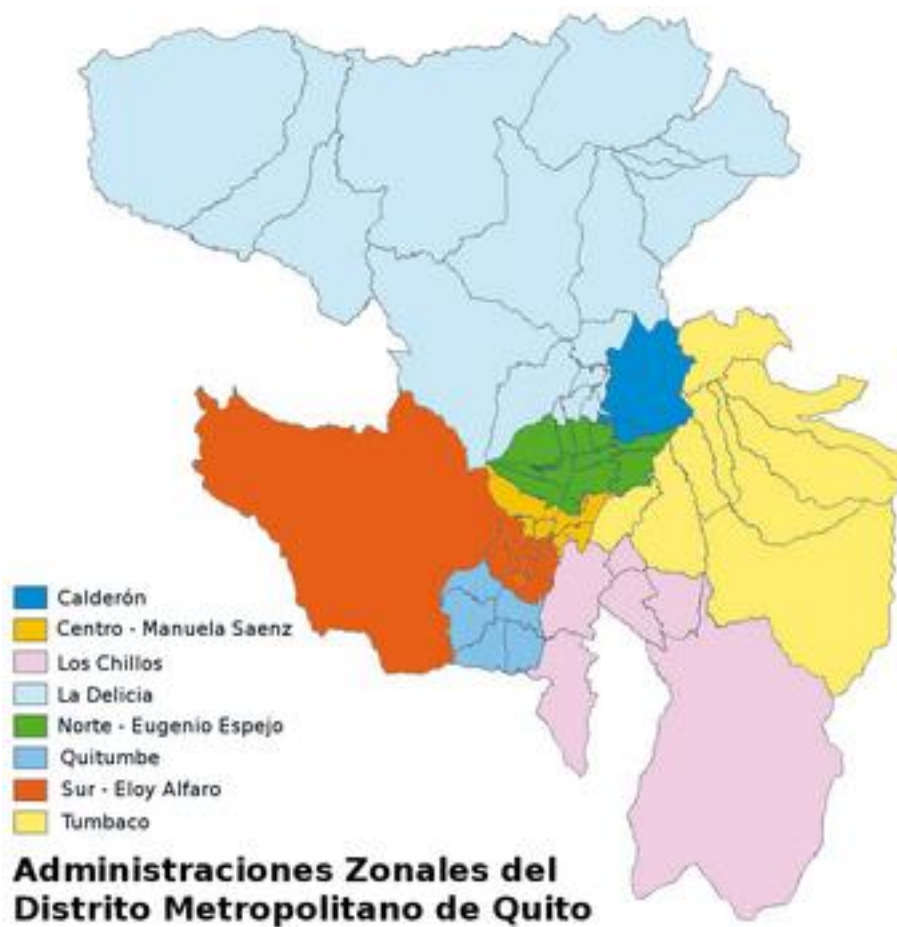 Calderón
Centro - Manuela Saenz
Los Chillos
La Delicia
Norte - Eugenio Espejo
Quitumbe
Sur - Eloy Alfaro
Tumbaco
Administraciones Zonales del
Distrito Metropolitano de Quito